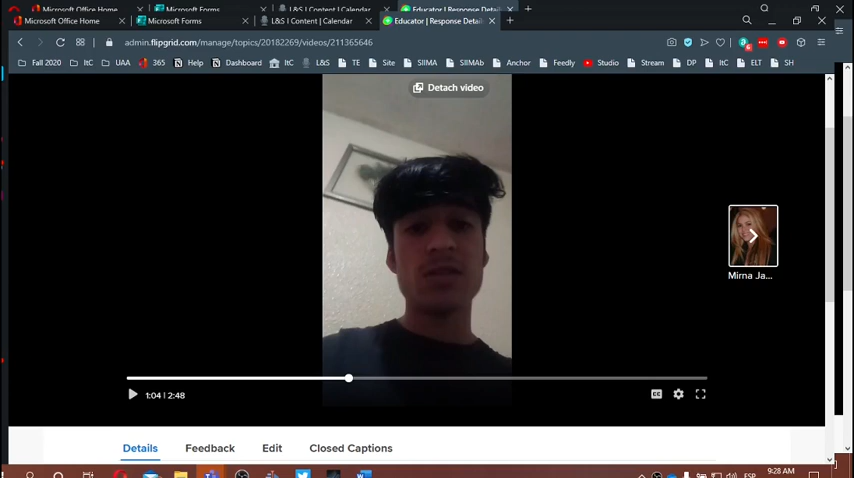 Microsoft Office Home
Microsoft Forms
L&S I Content | Calendar
Educator | Response Detail
Microsoft Office Home
Microsoft Forms
L&S I Content | Calendar
Educator | Response Detail
admin.flipgrid.com/manage/topics/20182269/videos/211365646
6
Fall 2020
ItC
UAA
365
Help
Dashboard
ItC
L&S
TE
Site
SIIMA
SIIMAb
Anchor
Feedly
Studio
Stream
DP
ItC
ELT
SH
Detach video
Mirna Ja...
1:04 | 2:48
CC
Details
Feedback
Edit
Closed Captions
ESP
9:28 AM